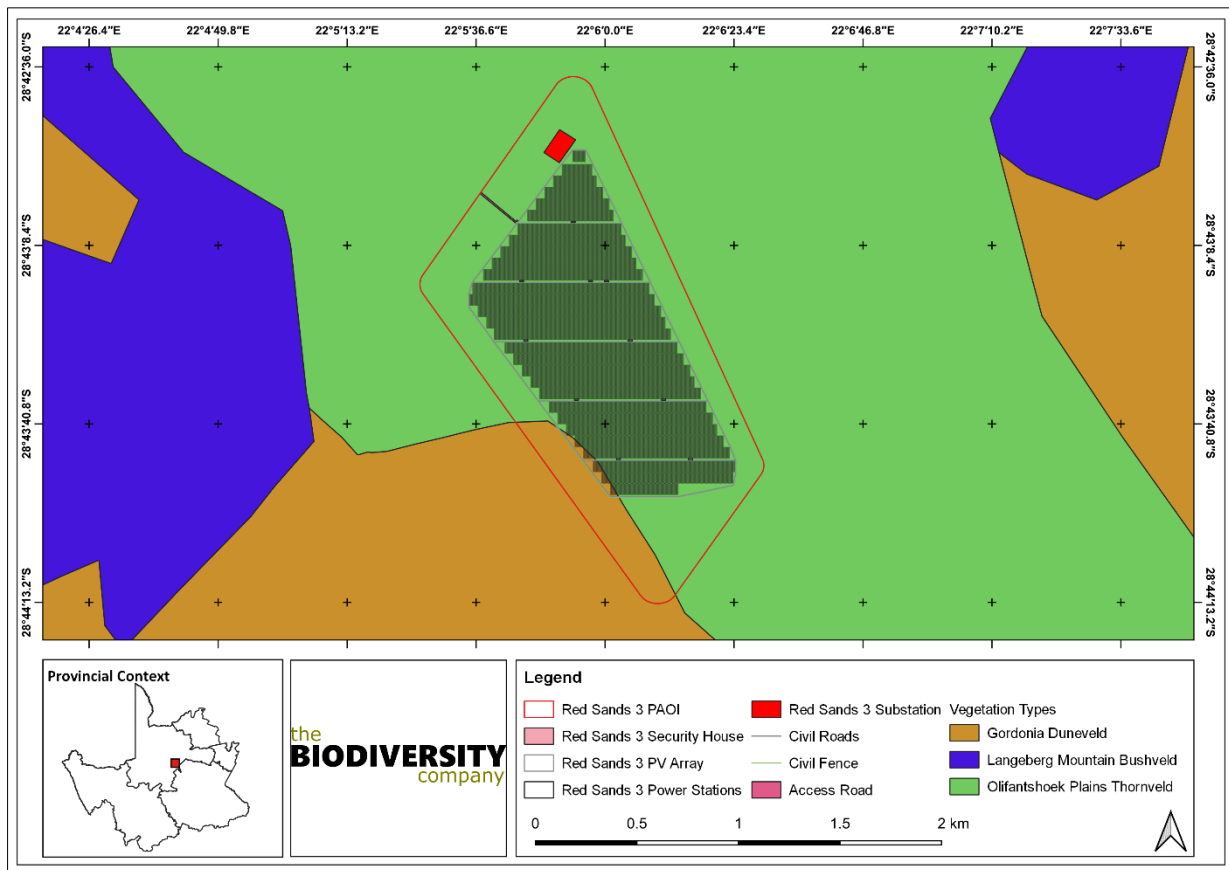 22°4'26.4"E 22°4'49.8"E 22°5'13.2"E 22°5'36.6"E 22°6'0.0"E 22°6'23.4"E 22°6'46.8"E 22°7'10.2"E 22°7'33.6"E
28°42'36.0"S 28°42'36.0"S
28°43'8.4"S 28°43'8.4"S
28°43'40.8"S 28°43'40.8"S
28°44'13.2"S 28°44'13.2"S
Provincial Context
the
BIODIVERSITY
company
Legend
Red Sands 3 PAOI
Red Sands 3 Security House
Red Sands 3 PV Array
Red Sands 3 Power Stations
Red Sands 3 Substation
Civil Roads
Civil Fence
Access Road
Vegetation Types
Gordonia Duneveld
Langeberg Mountain Bushveld
Olifantshoek Plains Thornveld
0 0.5 1 1.5 2 km